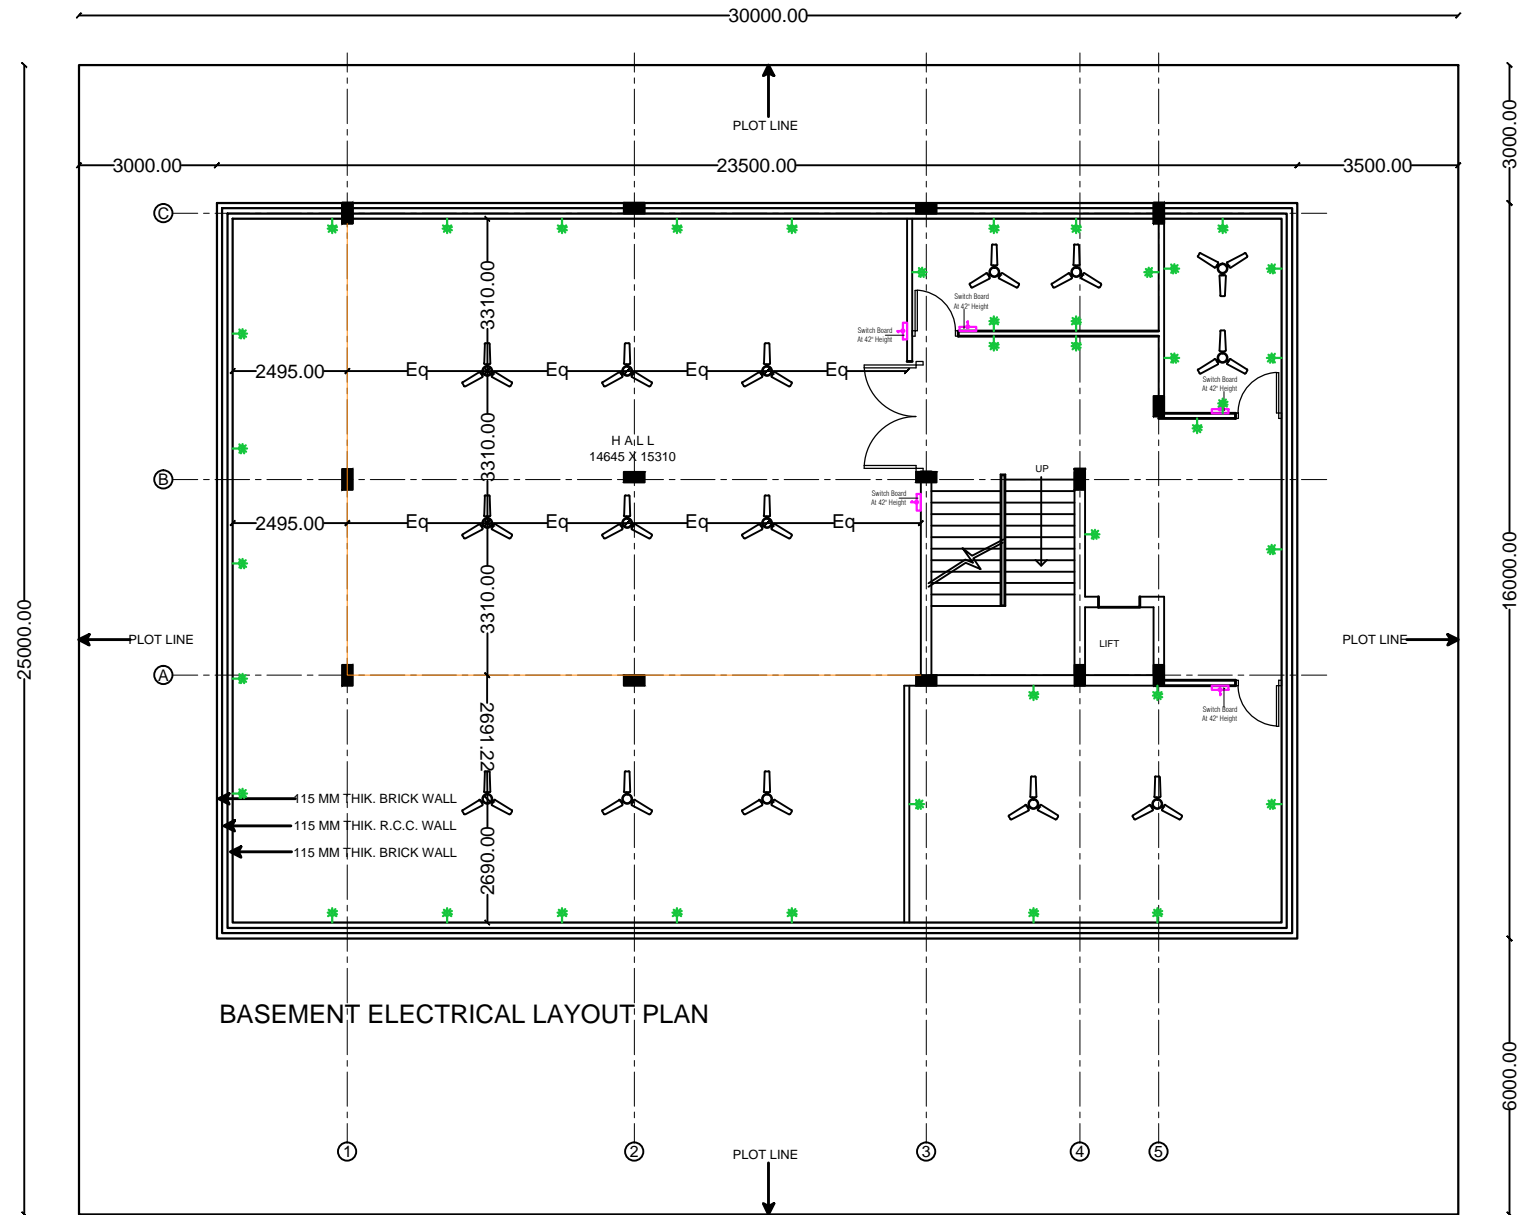 30000.00
PLOT LINE
3000.00
3000.00
23500.00
3500.00
C
3310.00
Switch Board
At 42" Height
Switch Board
At 42" Height
2495.00
Eq
Eq
Eq
Eq
Switch Board
At 42" Height
3310.00
H A L L
14645 X 15310
B
UP
Switch Board
At 42" Height
2495.00
Eq
Eq
Eq
Eq
16000.00
3310.00
25000.00
PLOT LINE
LIFT
PLOT LINE
A
Switch Board
At 42" Height
2691.22
115 MM THIK. BRICK WALL
115 MM THIK. R.C.C. WALL
115 MM THIK. BRICK WALL
2690.00
BASEMENT ELECTRICAL LAYOUT PLAN
6000.00
1
2
3
4
5
PLOT LINE